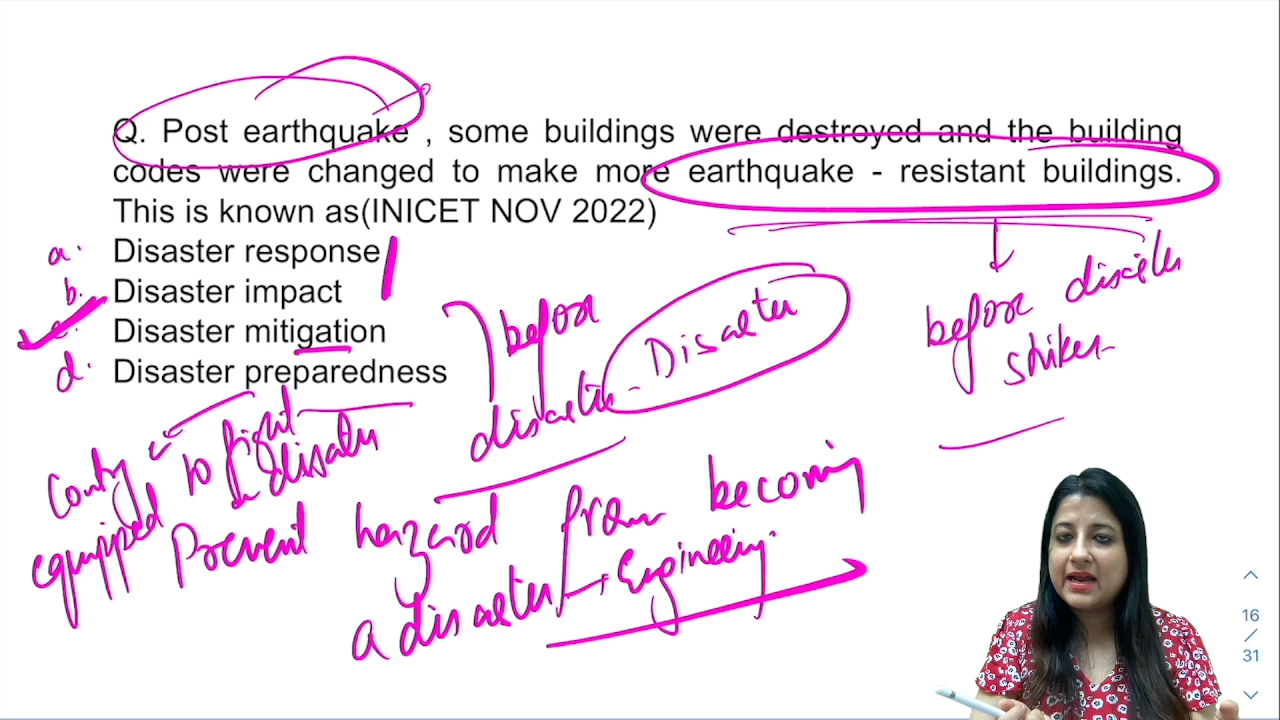 Q. Post earthquake , some buildings were destroyed and the building
codes were changed to make more earthquake - resistant buildings.
This is known as(INICET NOV 2022)
a. Disaster response
b. Disaster impact
c. Disaster mitigation
d. Disaster preparedness
before
disaster - Disaster
before disaster
strikes
equipped to fight
disaster
Prevent hazard from becoming
a disaster → Engineering.
16
/
31